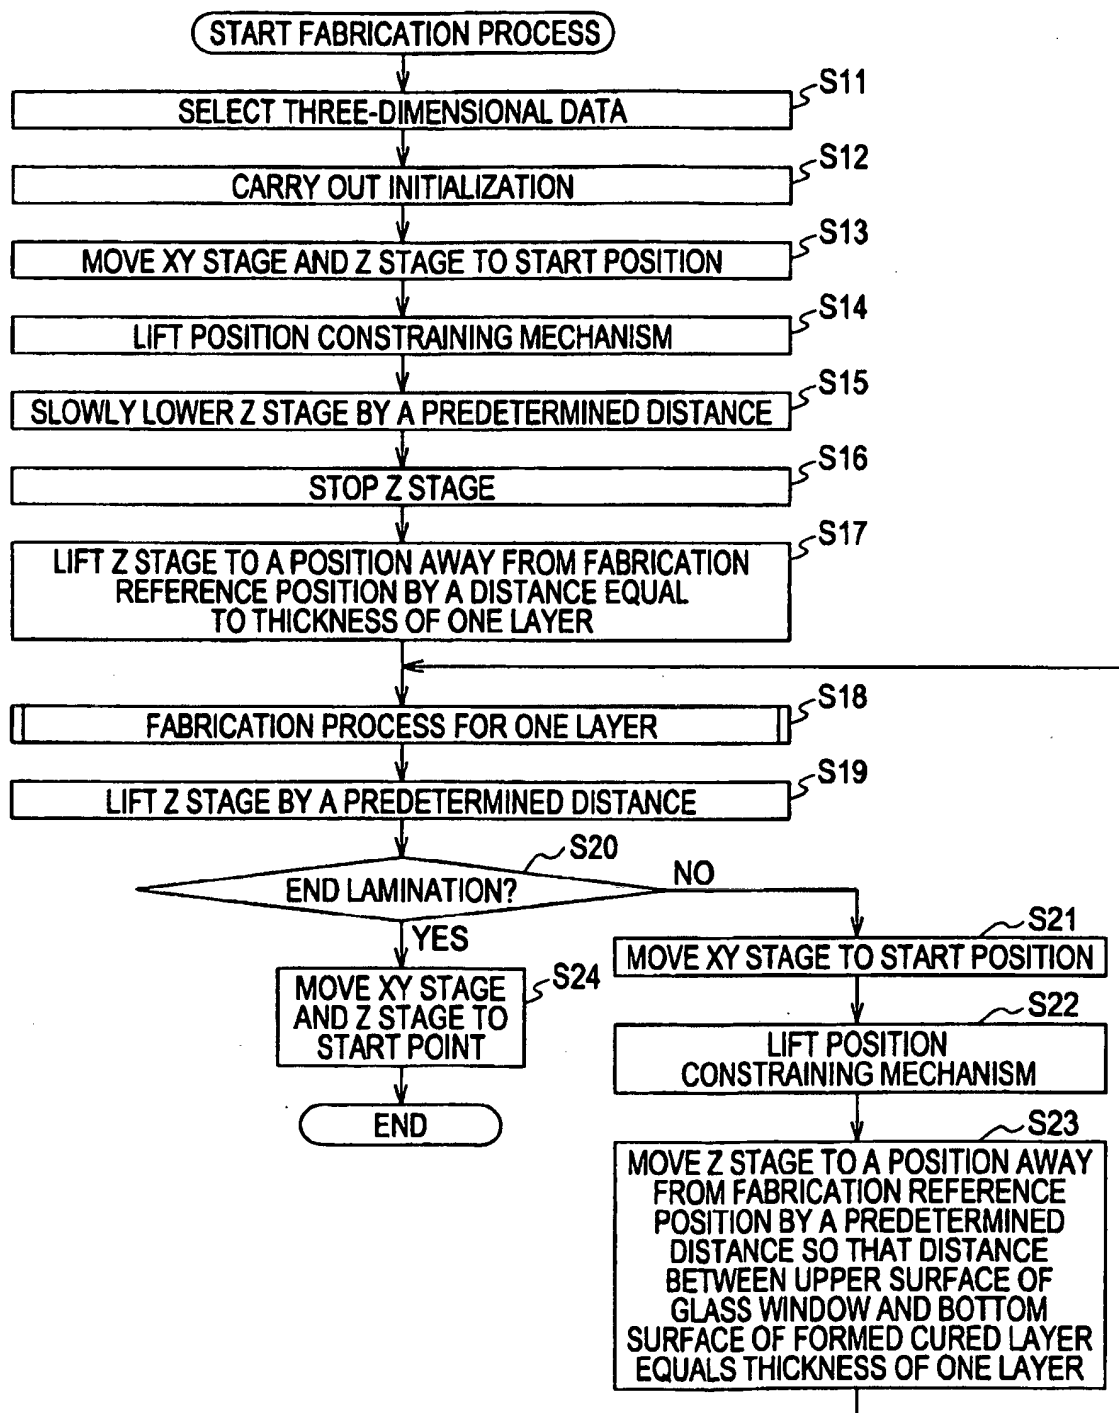 START FABRICATION PROCESS
S11
SELECT THREE-DIMENSIONAL DATA
S12
CARRY OUT INITIALIZATION
S13
MOVE XY STAGE AND Z STAGE TO START POSITION
S14
LIFT POSITION CONSTRAINING MECHANISM
S15
SLOWLY LOWER Z STAGE BY A PREDETERMINED DISTANCE
S16
STOP Z STAGE
S17
LIFT Z STAGE TO A POSITION AWAY FROM FABRICATION
REFERENCE POSITION BY A DISTANCE EQUAL
TO THICKNESS OF ONE LAYER
S18
FABRICATION PROCESS FOR ONE LAYER
S19
LIFT Z STAGE BY A PREDETERMINED DISTANCE
S20
END LAMINATION?
NO
YES
S24
MOVE XY STAGE
AND Z STAGE TO
START POINT
END
S21
MOVE XY STAGE TO START POSITION
S22
LIFT POSITION
CONSTRAINING MECHANISM
S23
MOVE Z STAGE TO A POSITION AWAY
FROM FABRICATION REFERENCE
POSITION BY A PREDETERMINED
DISTANCE SO THAT DISTANCE
BETWEEN UPPER SURFACE OF
GLASS WINDOW AND BOTTOM
SURFACE OF FORMED CURED LAYER
EQUALS THICKNESS OF ONE LAYER